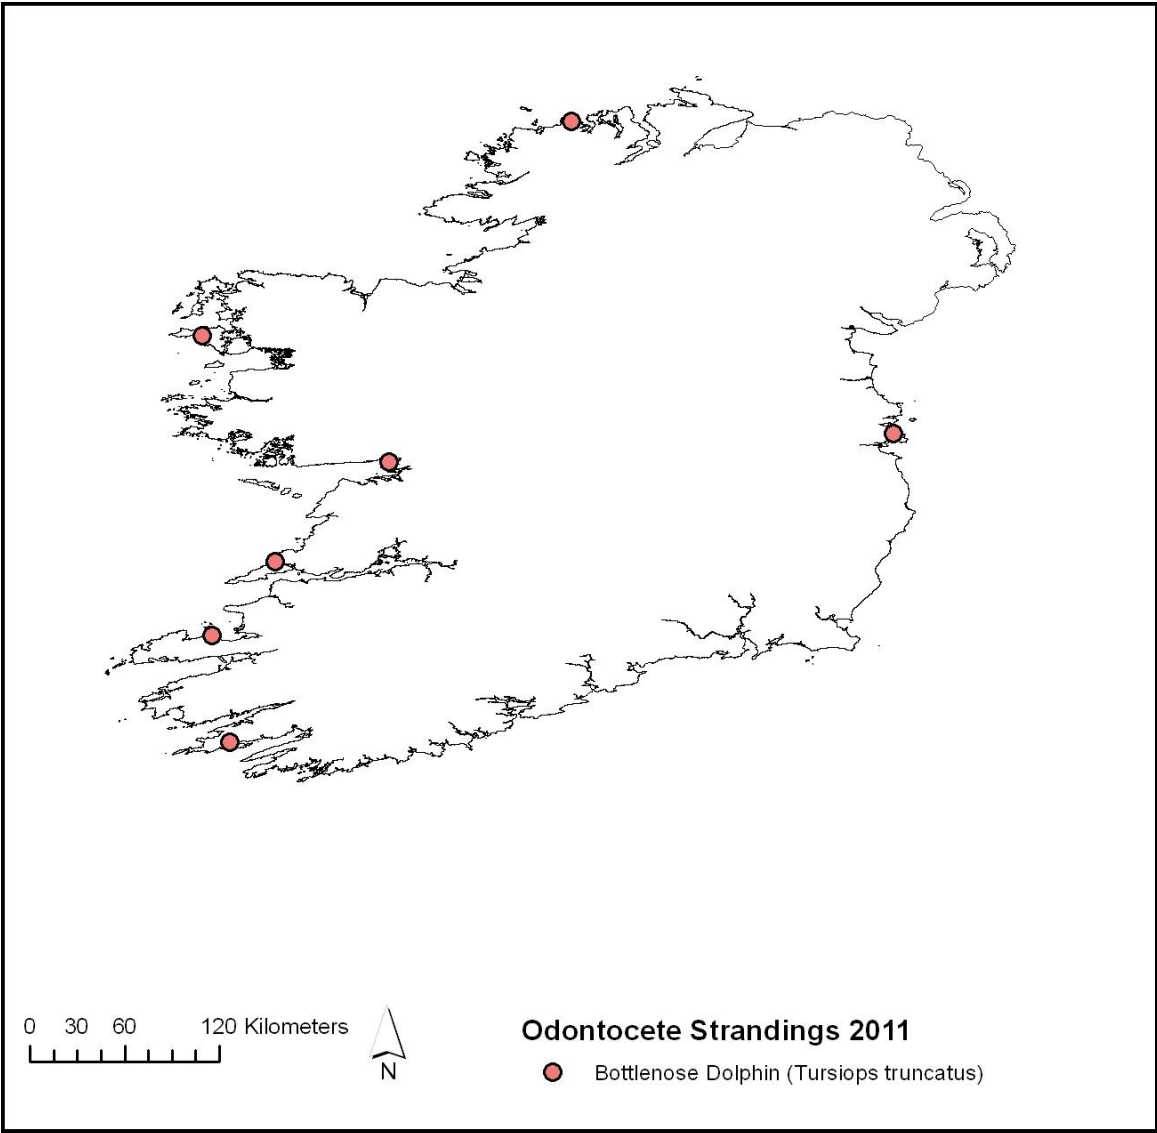 0 30 60 120 Kilometers
N
Odontocete Strandings 2011
Bottlenose Dolphin (Tursiops truncatus)